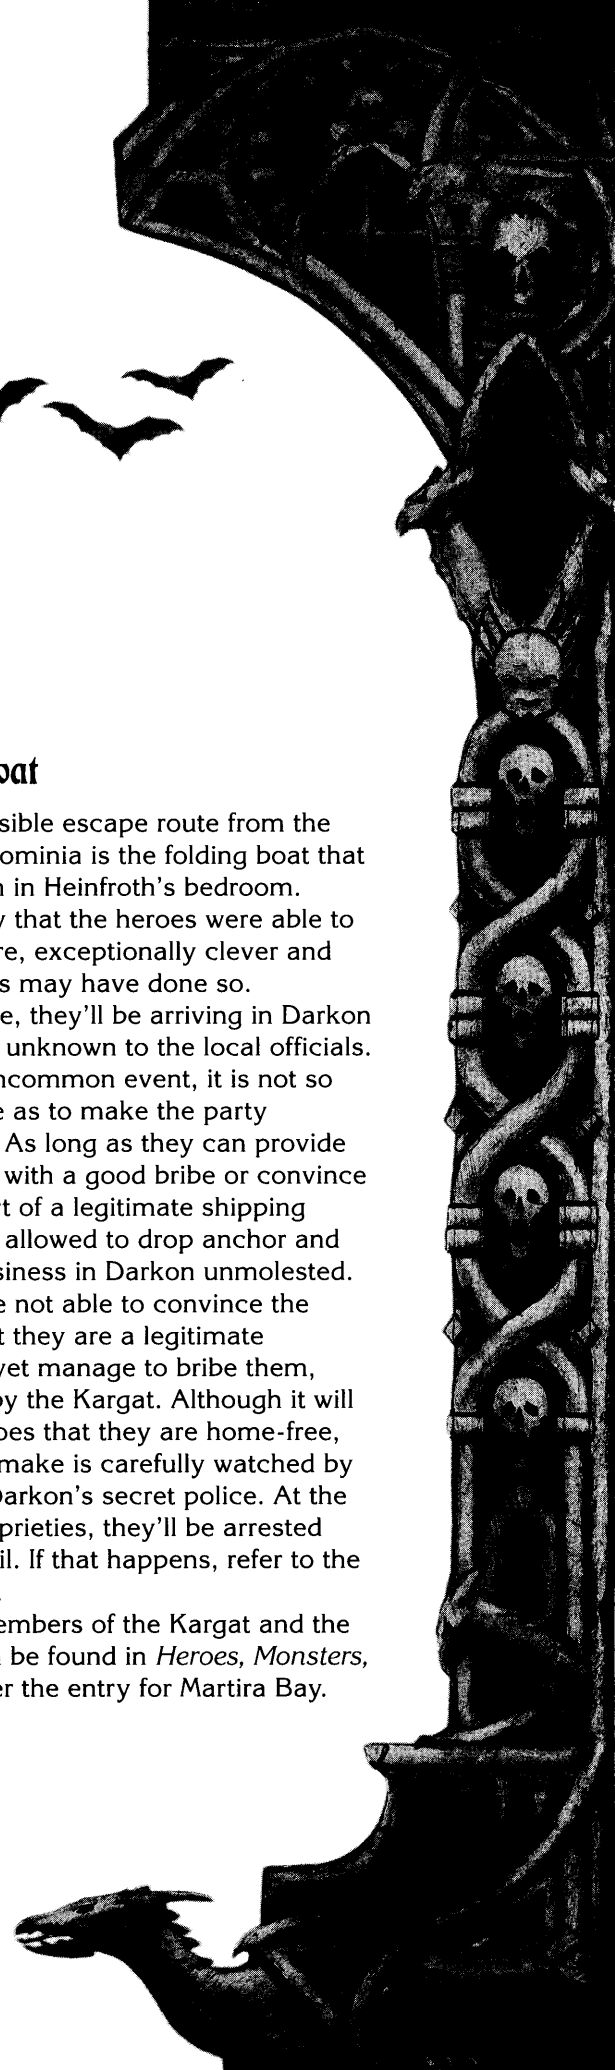 oat
sible escape route from the
ominia is the folding boat that
n in Heinfroth's bedroom.
y that the heroes were able to
re, exceptionally clever and
s may have done so.
e, they'll be arriving in Darkon
unknown to the local officials.
ncommon event, it is not so
e as to make the party
As long as they can provide
with a good bribe or convince
rt of a legitimate shipping
allowed to drop anchor and
siness in Darkon unmolested.
e not able to convince the
t they are a legitimate
yet manage to bribe them,
by the Kargat. Although it will
oes that they are home-free,
make is carefully watched by
Darkon's secret police. At the
prieties, they'll be arrested
il. If that happens, refer to the
.
embers of the Kargat and the
n be found in Heroes, Monsters,
er the entry for Martira Bay.